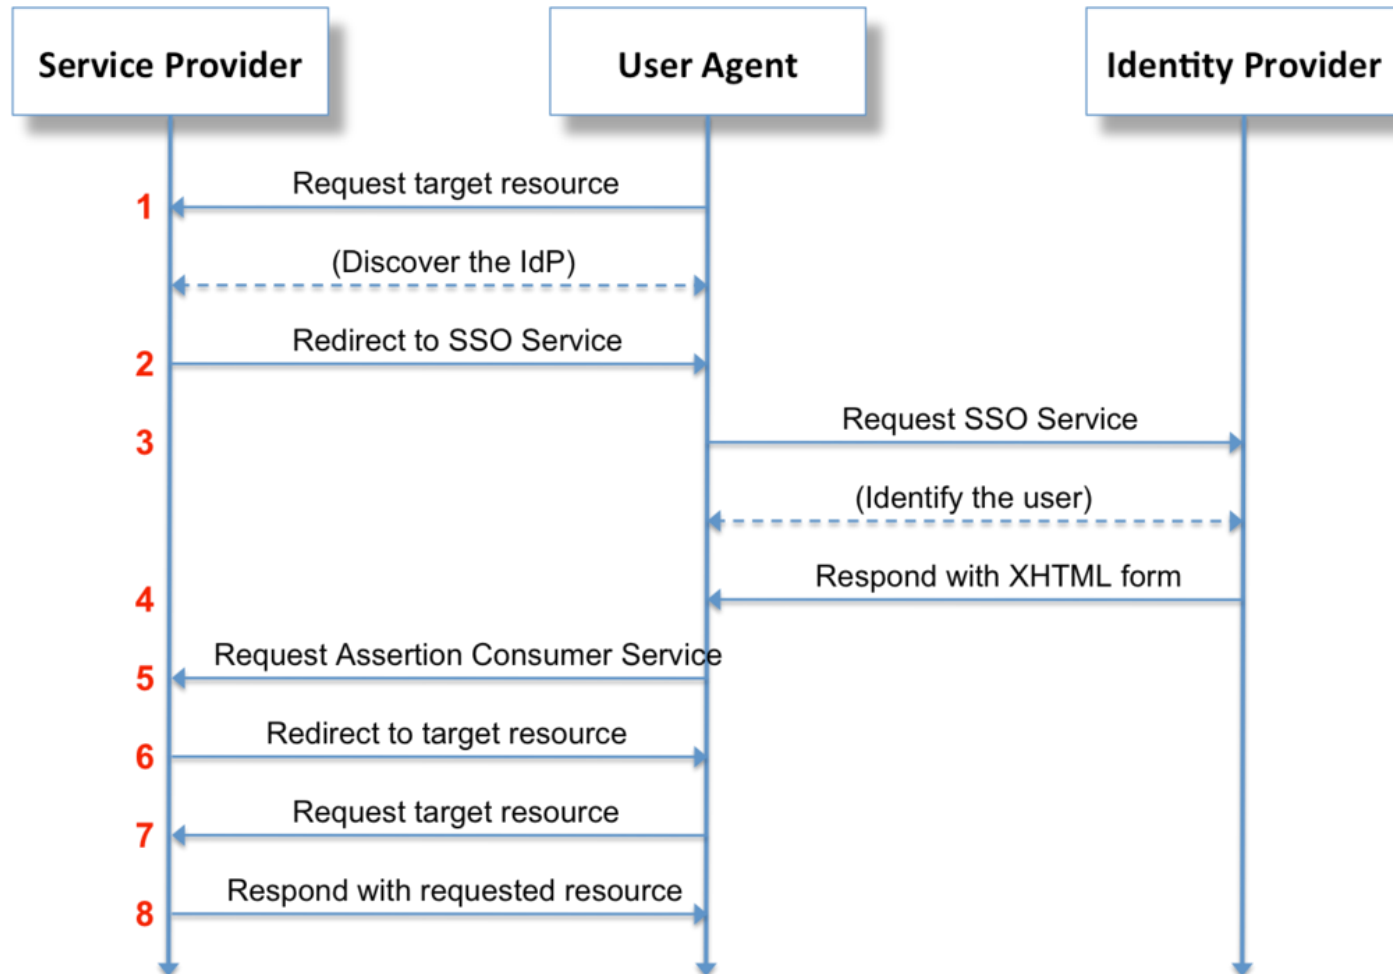 Service Provider
User Agent
Identity Provider
Request target resource
1
(Discover the IdP)
Redirect to SSO Service
2
Request SSO Service
3
(Identify the user)
Respond with XHTML form
4
Request Assertion Consumer Service
5
Redirect to target resource
6
Request target resource
7
Respond with requested resource
8